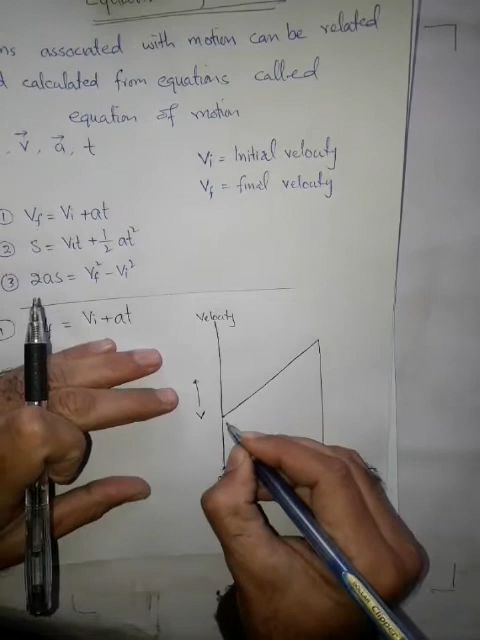 ns associated with motion can be related
d calculated from equations called
equation of motion
, v⃗, a⃗, t
Vi = Initial velocity
Vf = final velocity
① Vf = Vi + at
② S = Vit + 1/2 at²
③ 2as = Vf² - Vi²
= Vi + at
Velocity